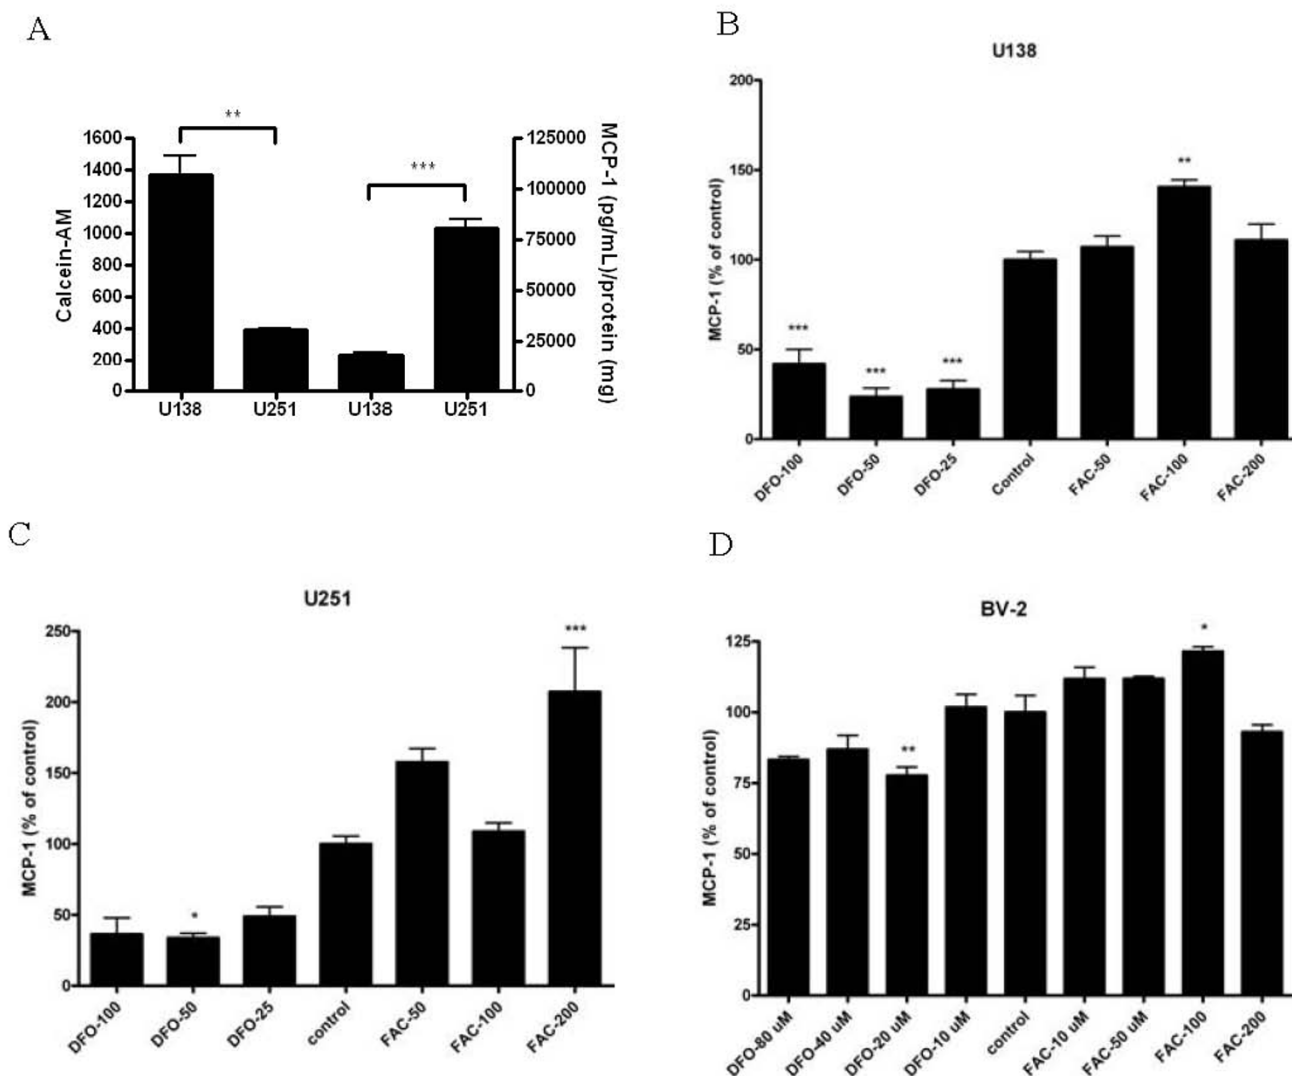 A
**
***
1600
1400
1200
1000
800
600
400
200
0
Calcein-AM
125000
100000
75000
50000
25000
0
MCP-1 (pg/mL)/protein (mg)
U138 U251 U138 U251
B
U138
200
150
100
50
0
MCP-1 (% of control)
***
***
***
**
DFO-100 DFO-50 DFO-25 Control FAC-50 FAC-100 FAC-200
C
U251
250
200
150
100
50
0
MCP-1 (% of control)
*
***
DFO-100 DFO-50 DFO-25 control FAC-50 FAC-100 FAC-200
D
BV-2
125
100
75
50
25
0
MCP-1 (% of control)
**
*
DFO-80 uM DFO-40 uM DFO-20 uM DFO-10 uM control FAC-10 uM FAC-50 uM FAC-100 FAC-200